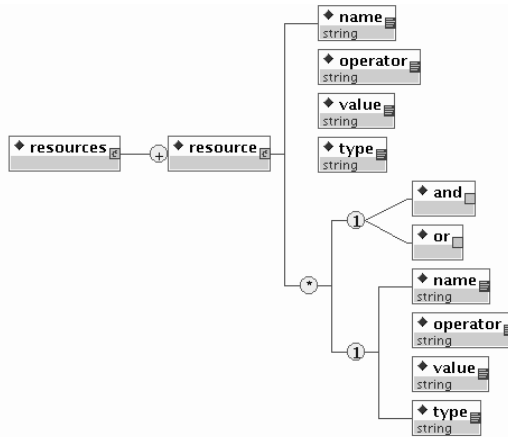 name
string
operator
string
value
string
resources
+
resource
type
string
and
1
or
*
name
string
operator
string
1
value
string
type
string